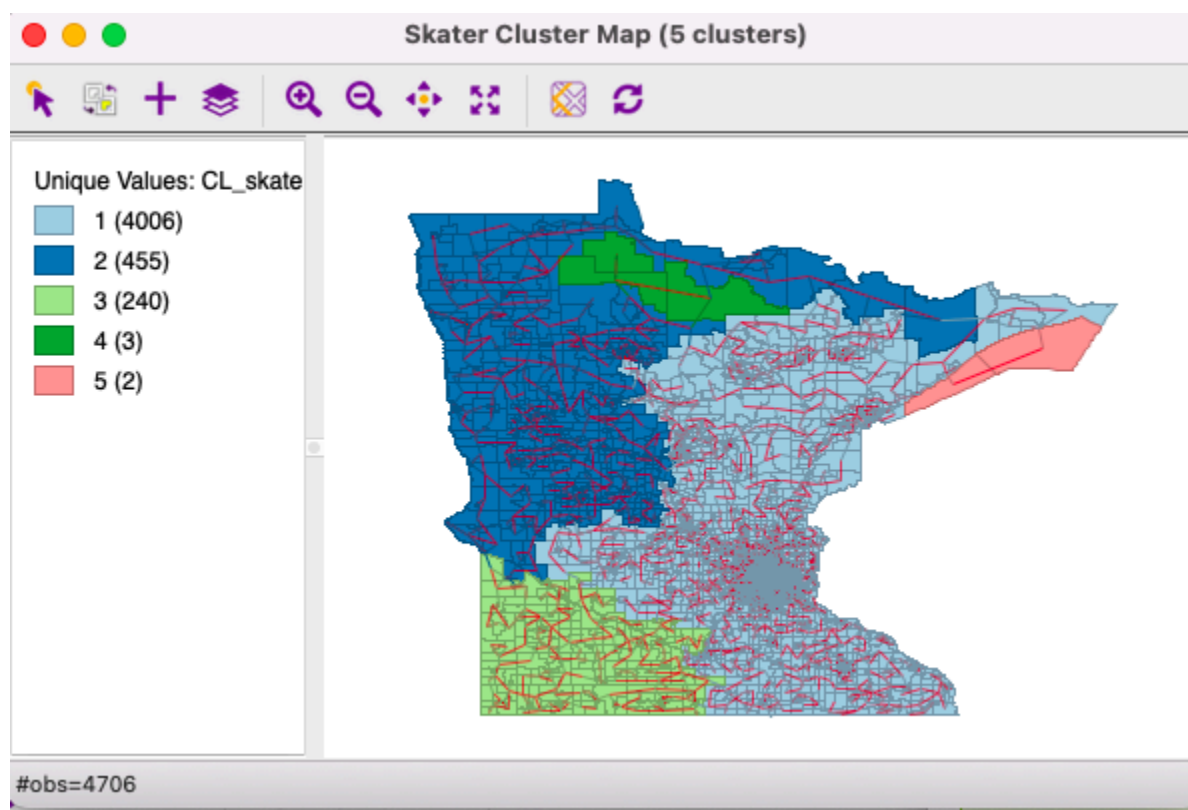 Skater Cluster Map (5 clusters)
Unique Values: CL_skate
1 (4006)
2 (455)
3 (240)
4 (3)
5 (2)
#obs=4706